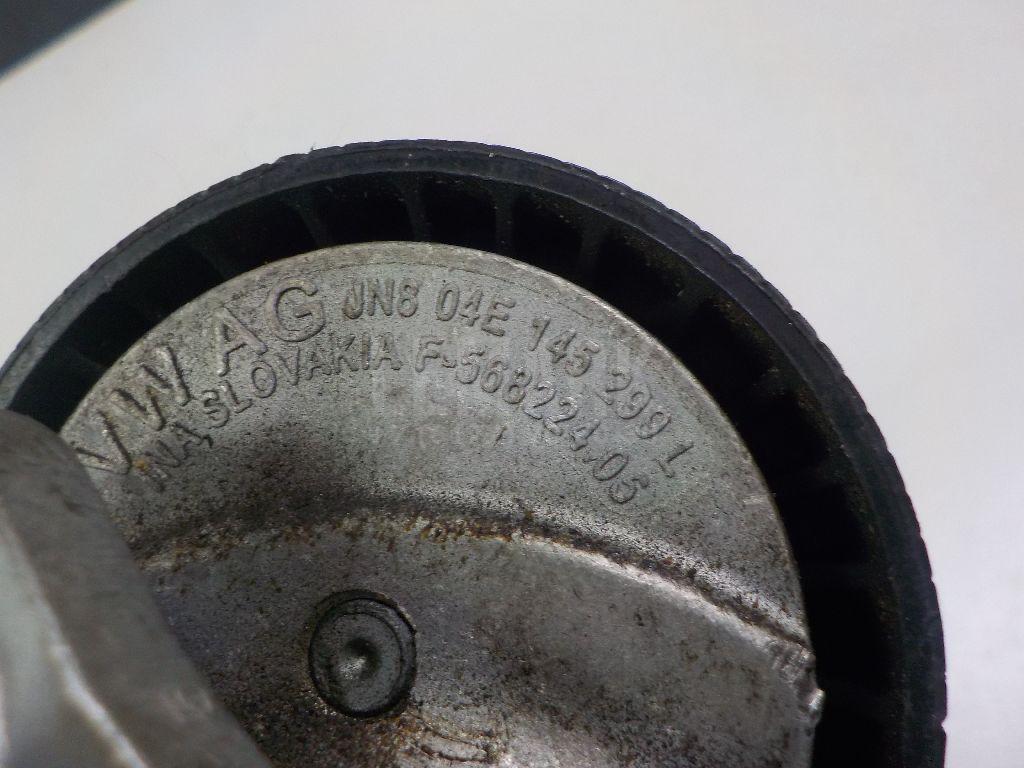 VW AG JN8 04E 145 299 L
INA, SLOVAKIA F-568224.05